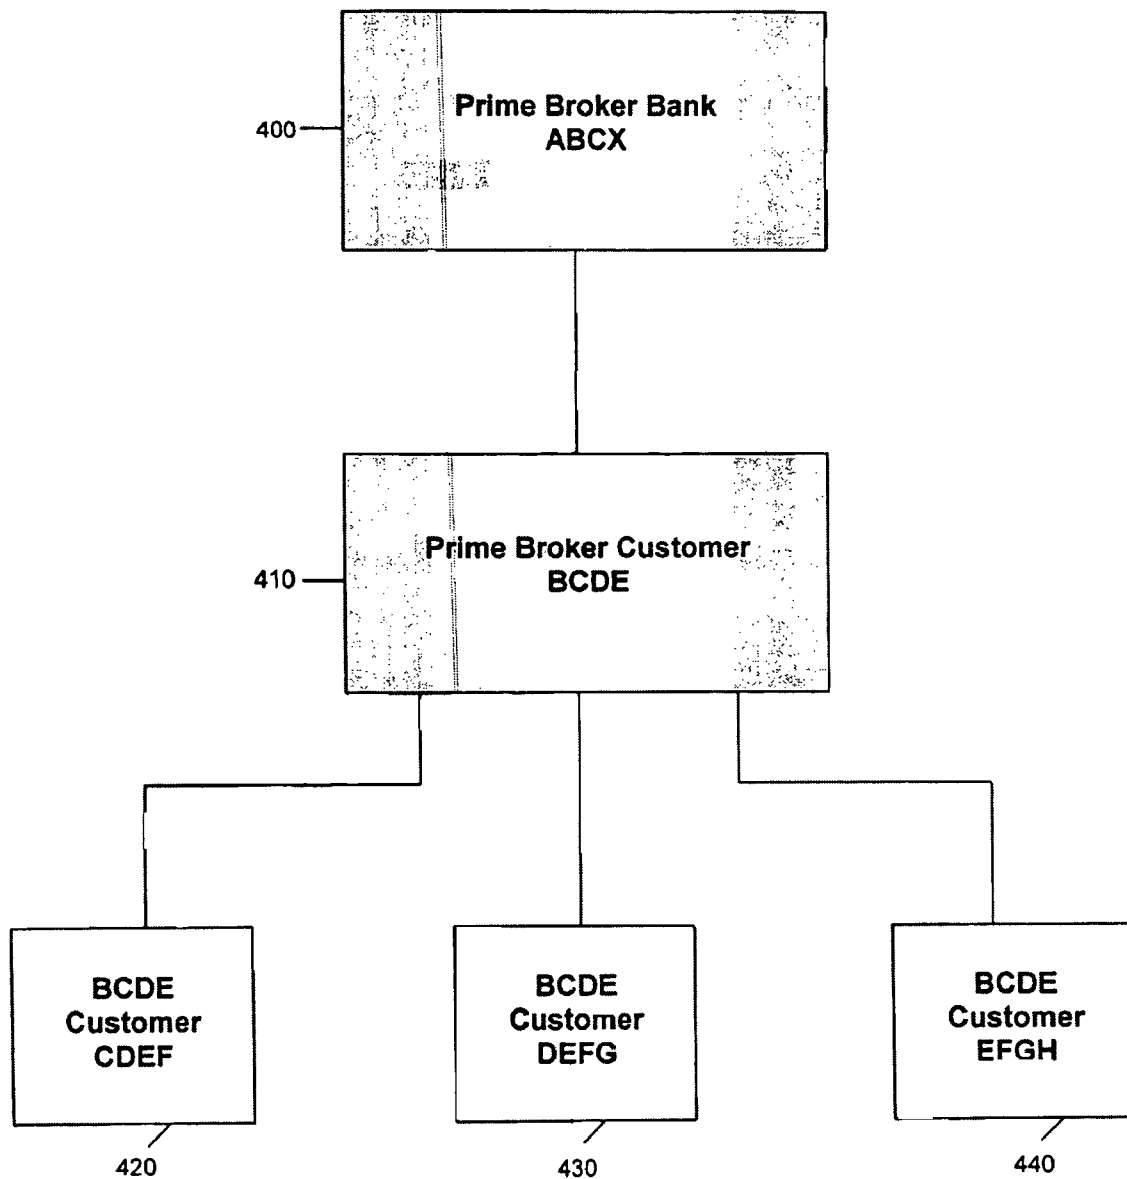 Prime Broker Bank
ABCX
400
Prime Broker Customer
BCDE
410
BCDE
Customer
CDEF
BCDE
Customer
DEFG
BCDE
Customer
EFGH
420
430
440